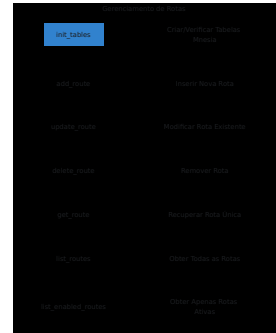 Gerenciamento de Rotas
init_tables
Criar/Verificar Tabelas
Mnesia
add_route
Inserir Nova Rota
update_route
Modificar Rota Existente
delete_route
Remover Rota
get_route
Recuperar Rota Única
list_routes
Obter Todas as Rotas
list_enabled_routes
Obter Apenas Rotas
Ativas